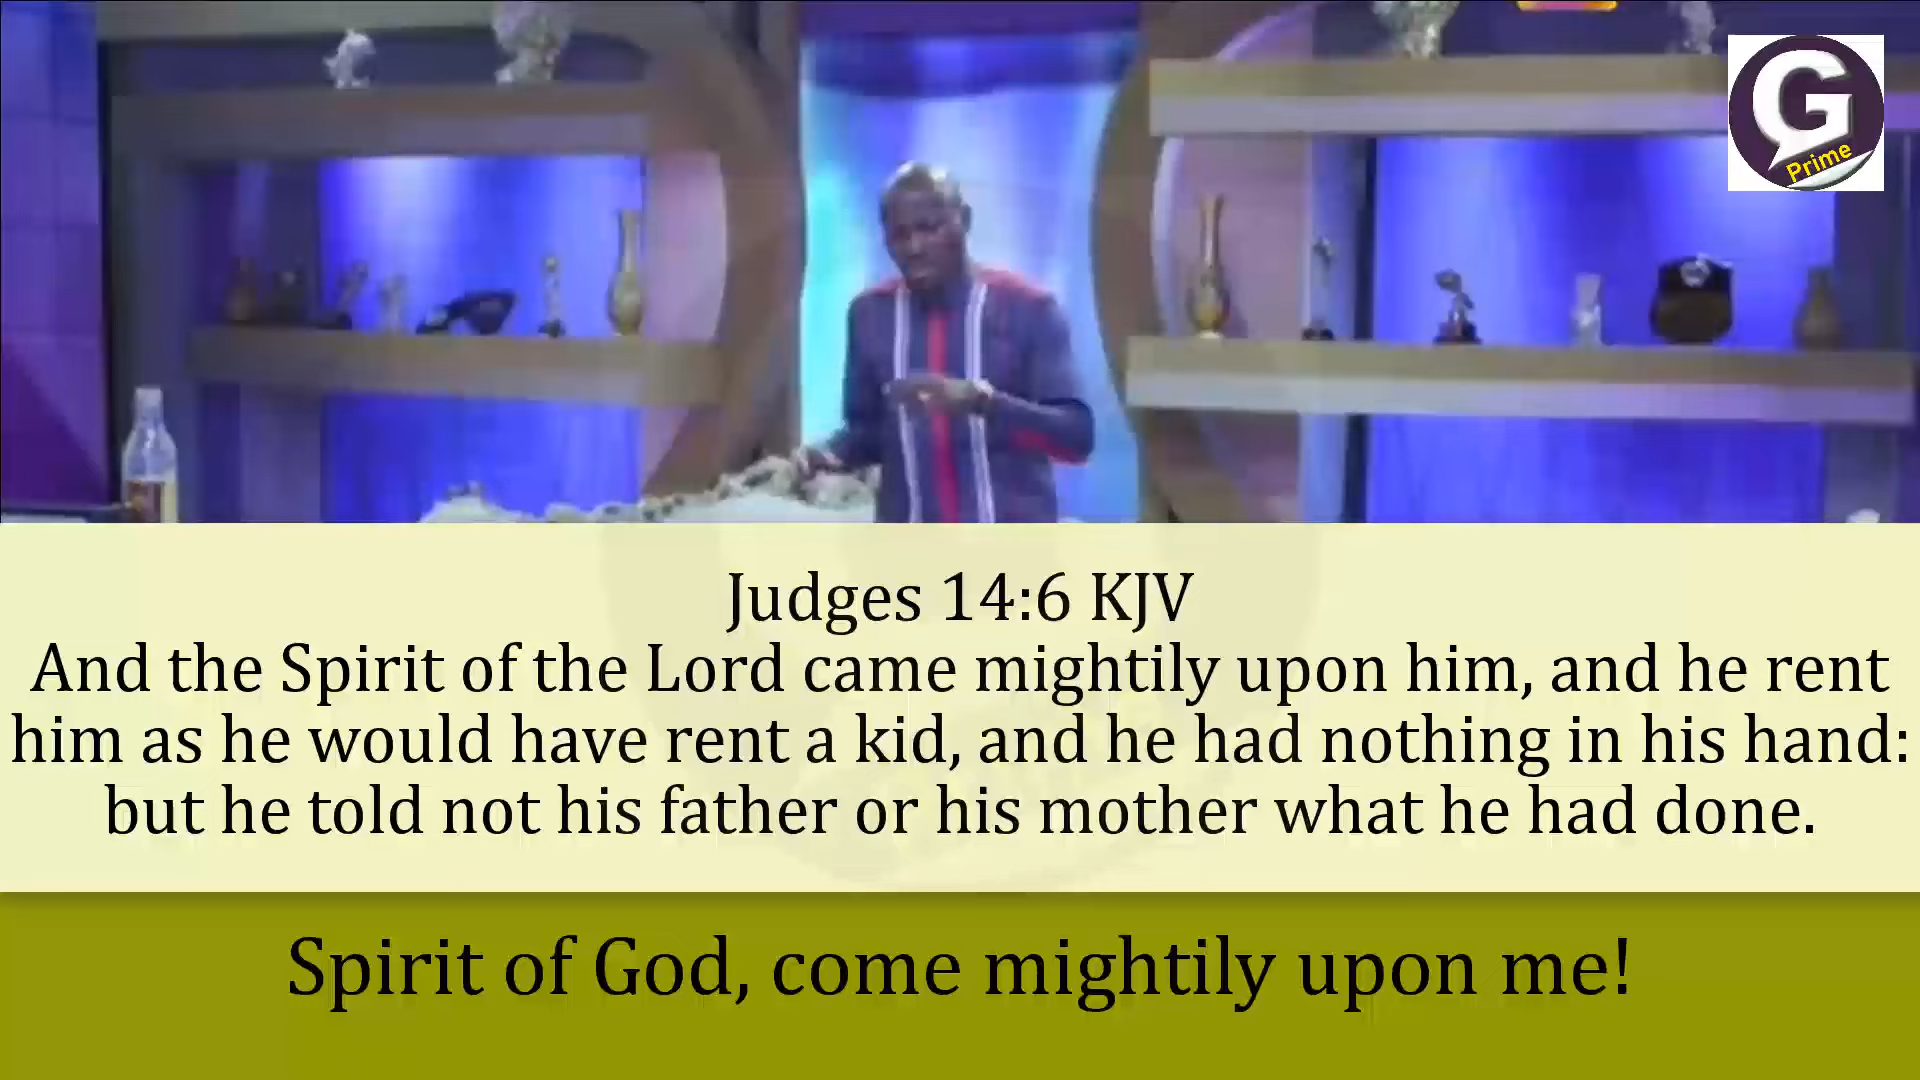 G
Prime
Judges 14:6 KJV
And the Spirit of the Lord came mightily upon him, and he rent
him as he would have rent a kid, and he had nothing in his hand:
but he told not his father or his mother what he had done.
Spirit of God, come mightily upon me!